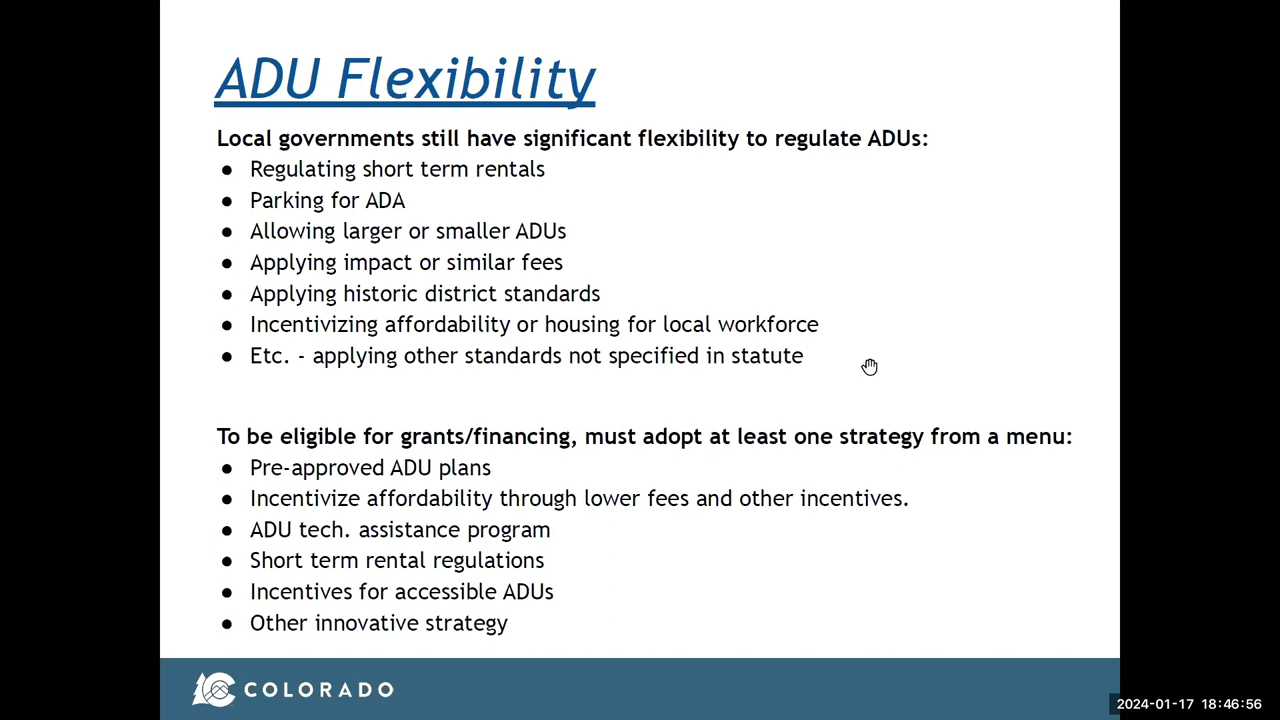 ADU Flexibility
Local governments still have significant flexibility to regulate ADUs:
● Regulating short term rentals
● Parking for ADA
● Allowing larger or smaller ADUs
● Applying impact or similar fees
● Applying historic district standards
● Incentivizing affordability or housing for local workforce
● Etc. - applying other standards not specified in statute
To be eligible for grants/financing, must adopt at least one strategy from a menu:
● Pre-approved ADU plans
● Incentivize affordability through lower fees and other incentives.
● ADU tech. assistance program
● Short term rental regulations
● Incentives for accessible ADUs
● Other innovative strategy
COLORADO
2024-01-17 18:46:56